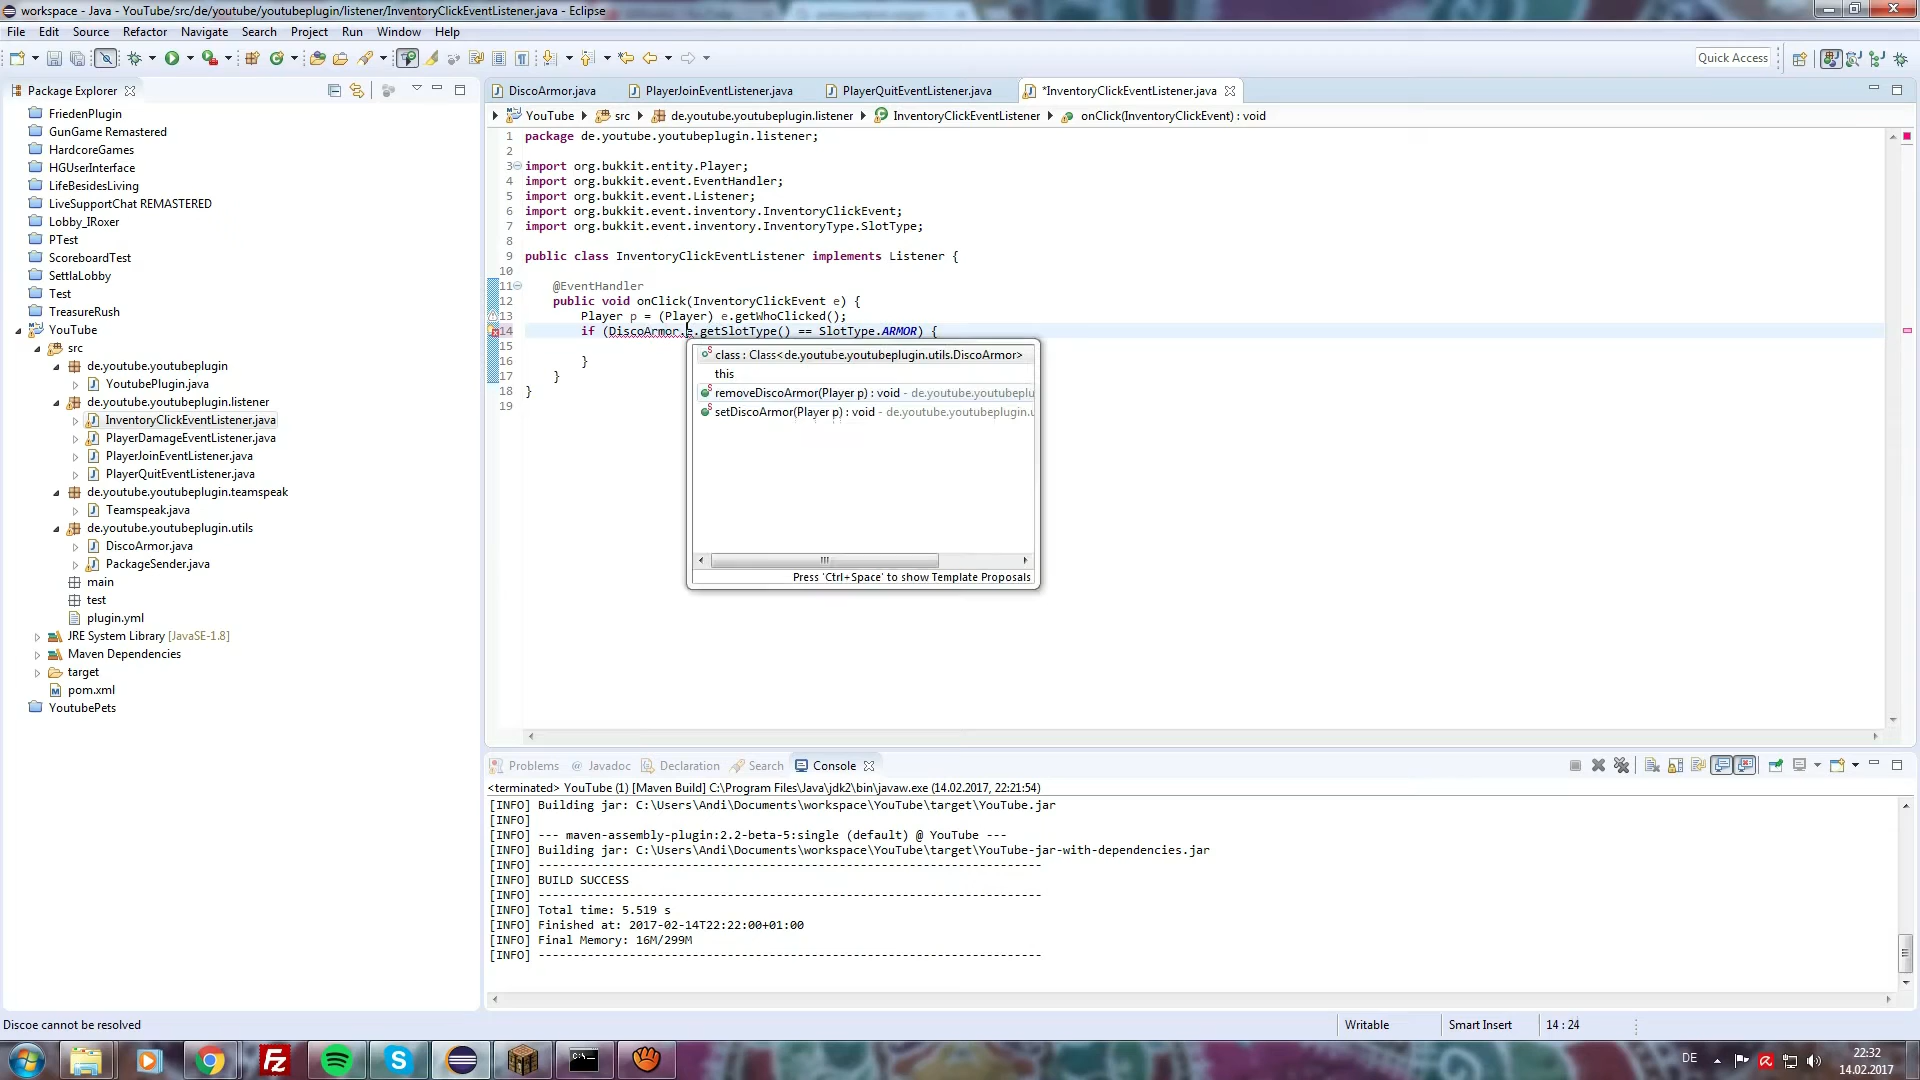 workspace - Java - YouTube/src/de/youtube/youtubeplugin/listener/InventoryClickEventListener.java - Eclipse
File Edit Source Refactor Navigate Search Project Run Window Help
Quick Access
Package Explorer
FriedenPlugin
GunGame Remastered
HardcoreGames
HGUserInterface
LifeBesidesLiving
LiveSupportChat REMASTERED
Lobby_IRoxer
PTest
ScoreboardTest
SettlaLobby
Test
TreasureRush
YouTube
src
de.youtube.youtubeplugin
YoutubePlugin.java
de.youtube.youtubeplugin.listener
InventoryClickEventListener.java
PlayerDamageEventListener.java
PlayerJoinEventListener.java
PlayerQuitEventListener.java
de.youtube.youtubeplugin.teamspeak
Teamspeak.java
de.youtube.youtubeplugin.utils
DiscoArmor.java
PackageSender.java
main
test
plugin.yml
JRE System Library [JavaSE-1.8]
Maven Dependencies
target
pom.xml
YoutubePets
DiscoArmor.java PlayerJoinEventListener.java PlayerQuitEventListener.java *InventoryClickEventListener.java
YouTube src de.youtube.youtubeplugin.listener InventoryClickEventListener onClick(InventoryClickEvent) : void
1 package de.youtube.youtubeplugin.listener;
2
3 import org.bukkit.entity.Player;
4 import org.bukkit.event.EventHandler;
5 import org.bukkit.event.Listener;
6 import org.bukkit.event.inventory.InventoryClickEvent;
7 import org.bukkit.event.inventory.InventoryType.SlotType;
8
9 public class InventoryClickEventListener implements Listener {
10
11 @EventHandler
12 public void onClick(InventoryClickEvent e) {
13 Player p = (Player) e.getWhoClicked();
14 if (DiscoArmor.e.getSlotType() == SlotType.ARMOR) {
15
16 }
17 }
18 }
19
class : Class<de.youtube.youtubeplugin.utils.DiscoArmor>
this
removeDiscoArmor(Player p) : void - de.youtube.youtubeplu
setDiscoArmor(Player p) : void - de.youtube.youtubeplugin.u
Press 'Ctrl+Space' to show Template Proposals
Problems @ Javadoc Declaration Search Console
<terminated> YouTube (1) [Maven Build] C:\Program Files\Java\jdk2\bin\javaw.exe (14.02.2017, 22:21:54)
[INFO] Building jar: C:\Users\Andi\Documents\workspace\YouTube\target\YouTube.jar
[INFO]
[INFO] --- maven-assembly-plugin:2.2-beta-5:single (default) @ YouTube ---
[INFO] Building jar: C:\Users\Andi\Documents\workspace\YouTube\target\YouTube-jar-with-dependencies.jar
[INFO] ------------------------------------------------------------------------
[INFO] BUILD SUCCESS
[INFO] ------------------------------------------------------------------------
[INFO] Total time: 5.519 s
[INFO] Finished at: 2017-02-14T22:22:00+01:00
[INFO] Final Memory: 16M/299M
[INFO] ------------------------------------------------------------------------
Discoe cannot be resolved
Writable Smart Insert 14 : 24
DE
22:32
14.02.2017